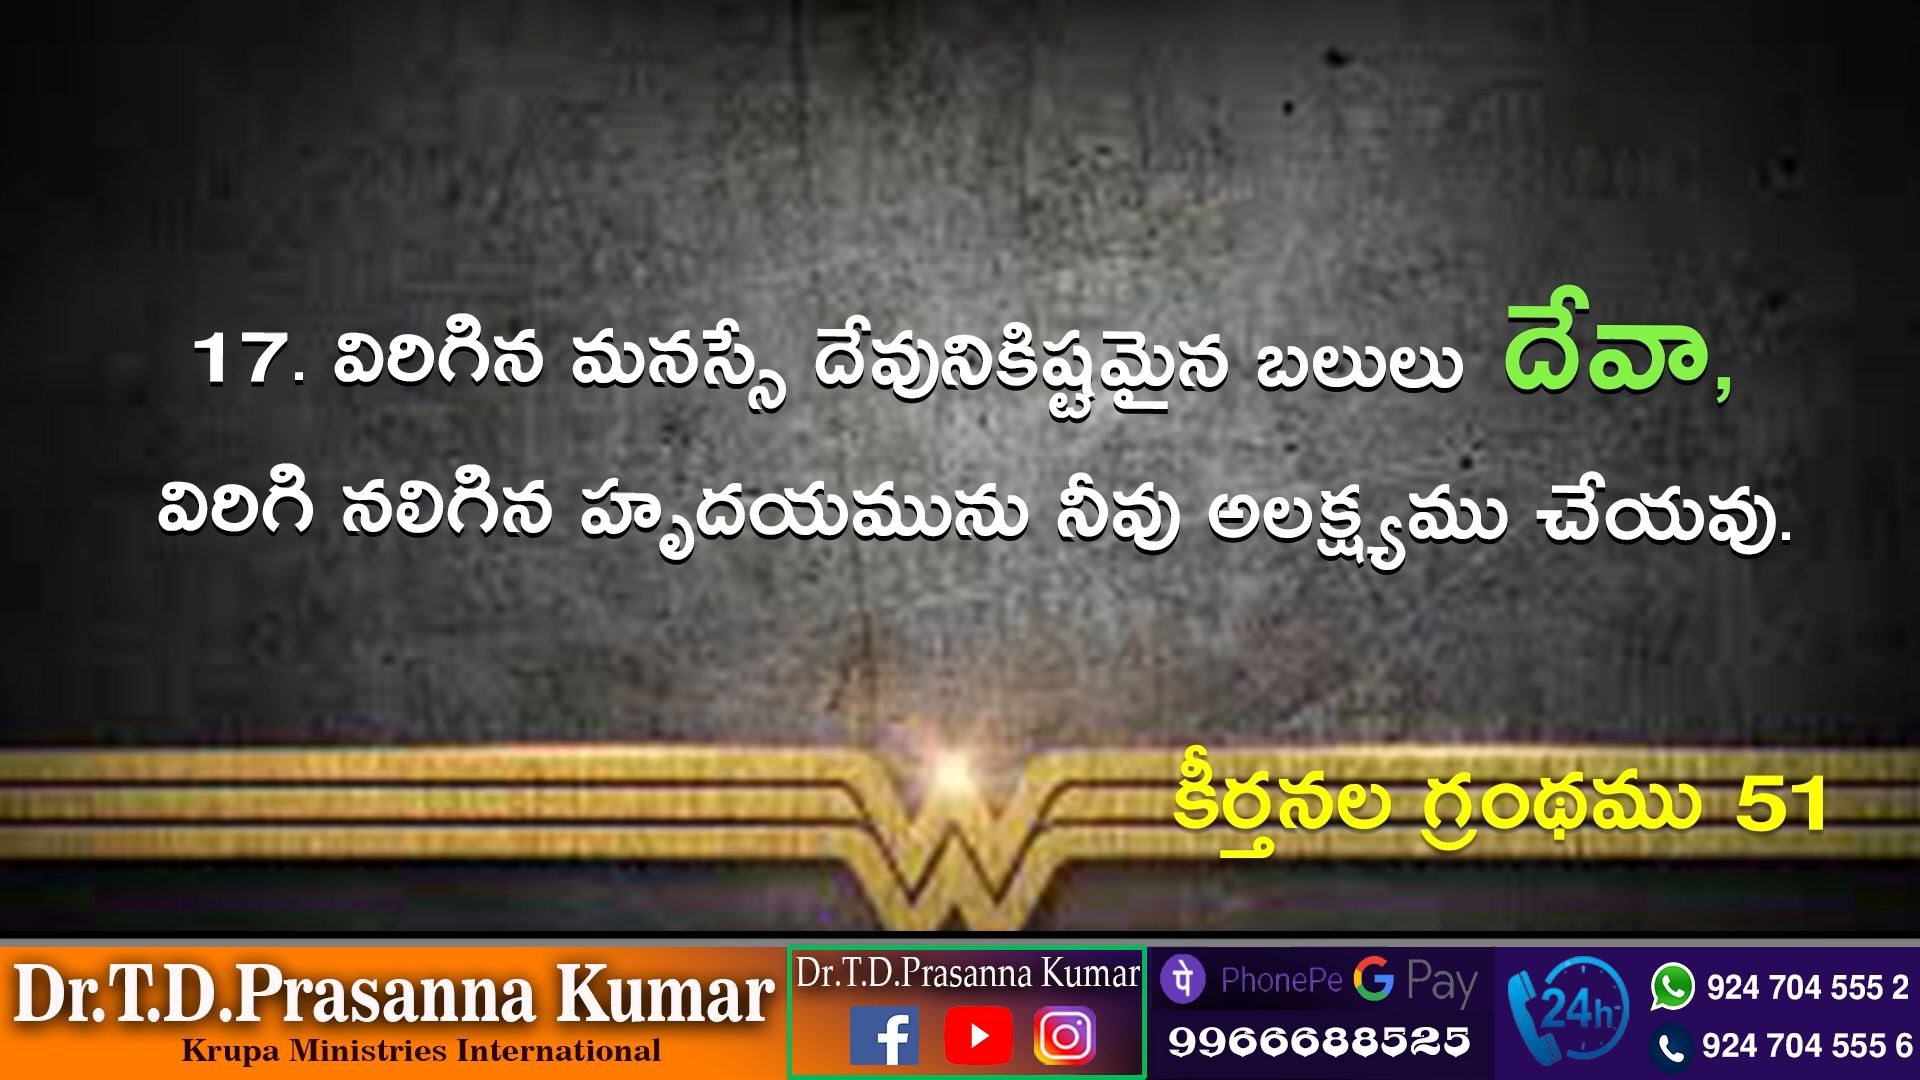 17. విరిగిన మనస్సే దేవునికిష్టమైన బలులు దేవా,
విరిగి నలిగిన హృదయమును నీవు అలక్ష్యము చేయవు.
కీర్తనల గ్రంథము 51
Dr.T.D.Prasanna Kumar
Krupa Ministries International
Dr.T.D.Prasanna Kumar
PhonePe G Pay
9966688525
24h
924 704 555 2
924 704 555 6